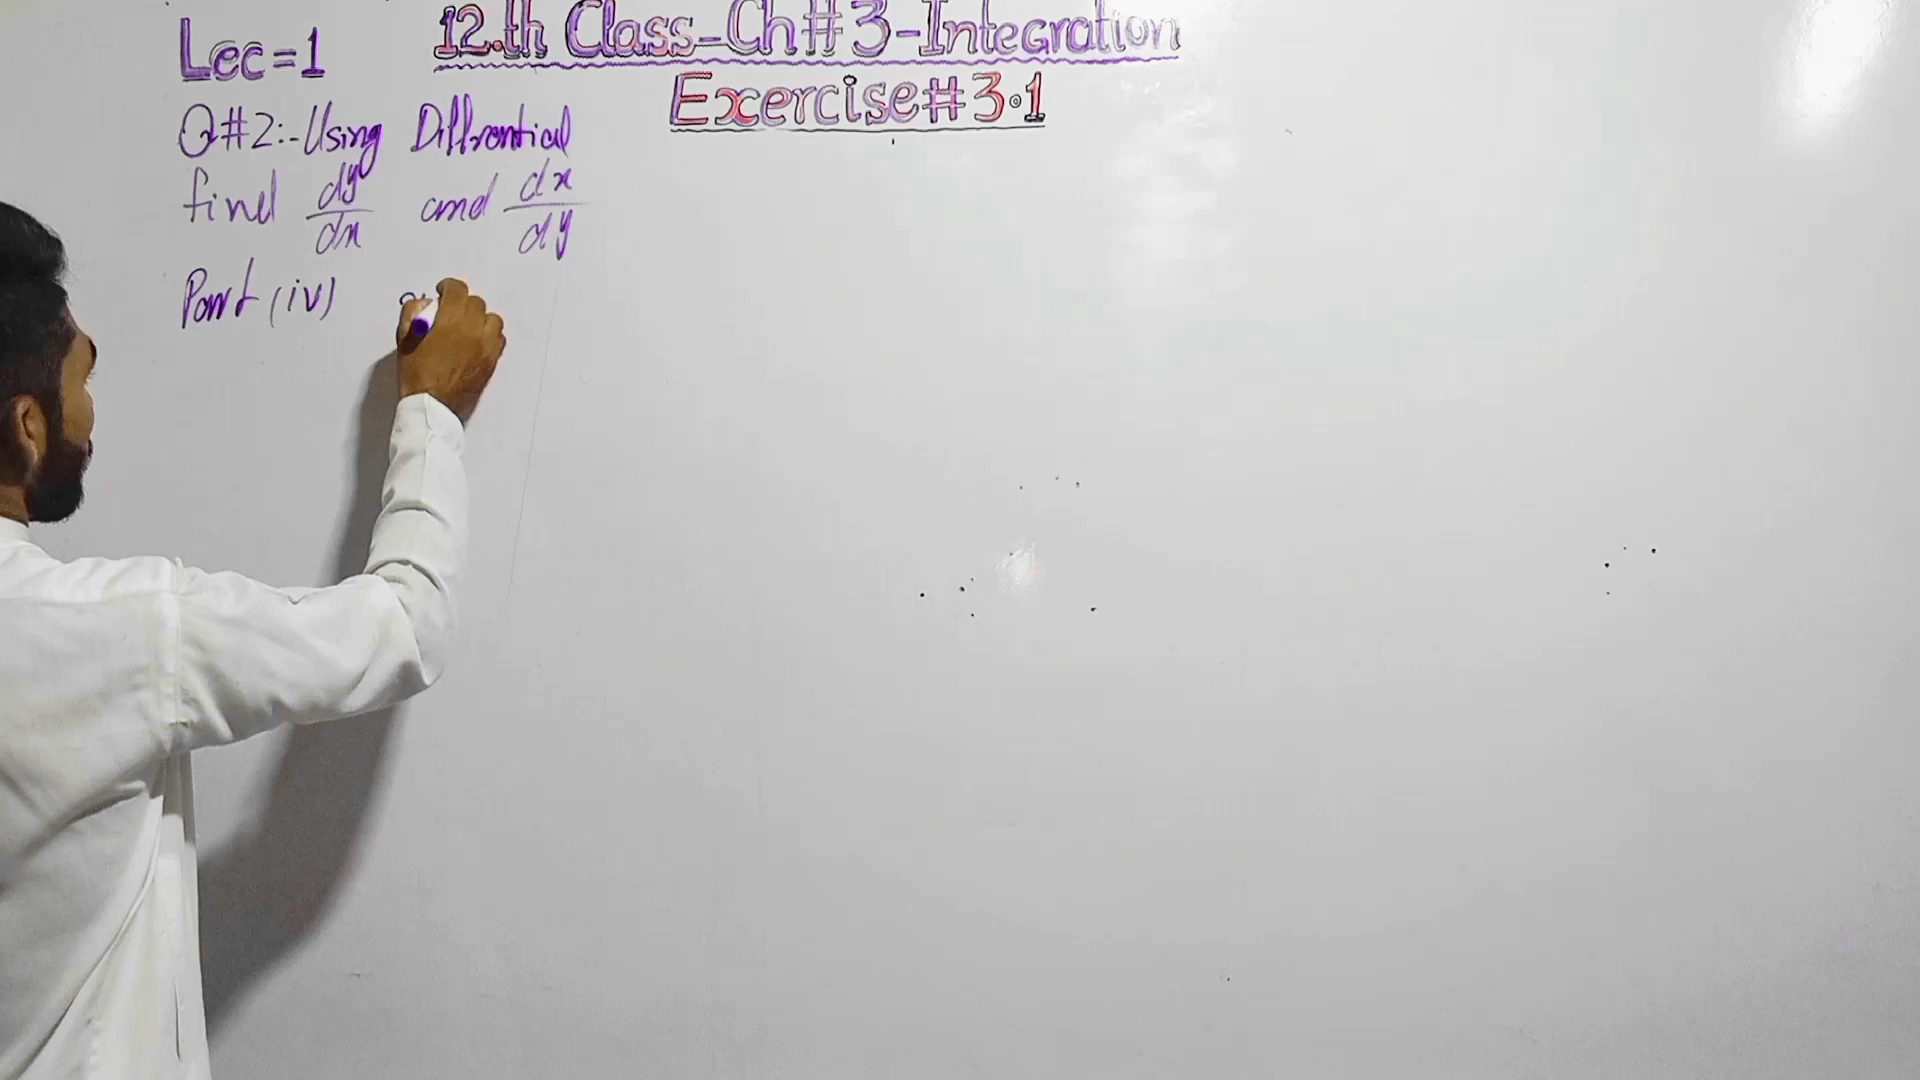 Lec=1
12.th Class-Ch#3-Integration
Exercise#3.1
Q#2:-Using Diffrential
find dy/dx and dx/dy
Part (iv)